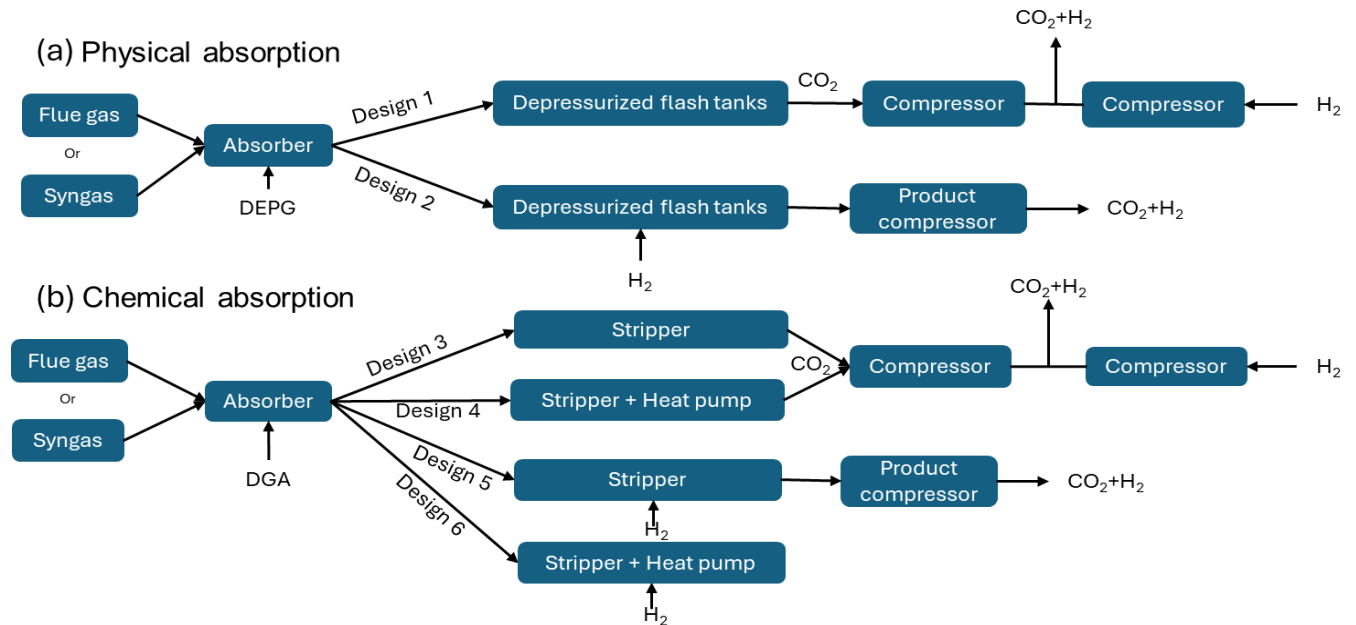 (a) Physical absorption
Flue gas
Or
Syngas
Absorber
DEPG
Design 1
Design 2
Depressurized flash tanks
CO₂
Compressor
CO₂+H₂
Compressor
H₂
Depressurized flash tanks
H₂
Product
compressor
CO₂+H₂
(b) Chemical absorption
Flue gas
Or
Syngas
Absorber
DGA
Design 3
Design 4
Design 5
Design 6
Stripper
Stripper + Heat pump
CO₂
Compressor
CO₂+H₂
Compressor
H₂
Stripper
H₂
Product
compressor
CO₂+H₂
Stripper + Heat pump
H₂